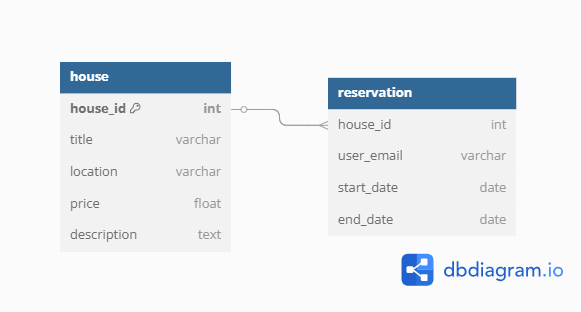 house
house_id int
title varchar
location varchar
price float
description text
reservation
house_id int
user_email varchar
start_date date
end_date date
dbdiagram.io